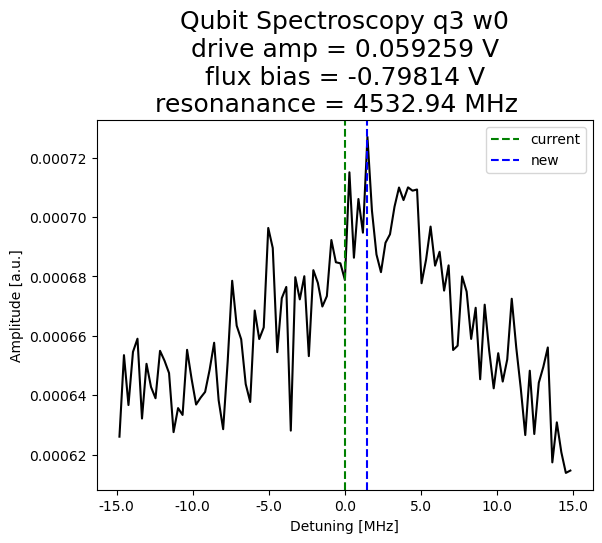 Qubit Spectroscopy q3 w0
drive amp = 0.059259 V
flux bias = -0.79814 V
resonanance = 4532.94 MHz
current
new
0.00072
0.00070
0.00068
0.00066
0.00064
0.00062
Amplitude [a.u.]
-15.0 -10.0 -5.0 0.0 5.0 10.0 15.0
Detuning [MHz]